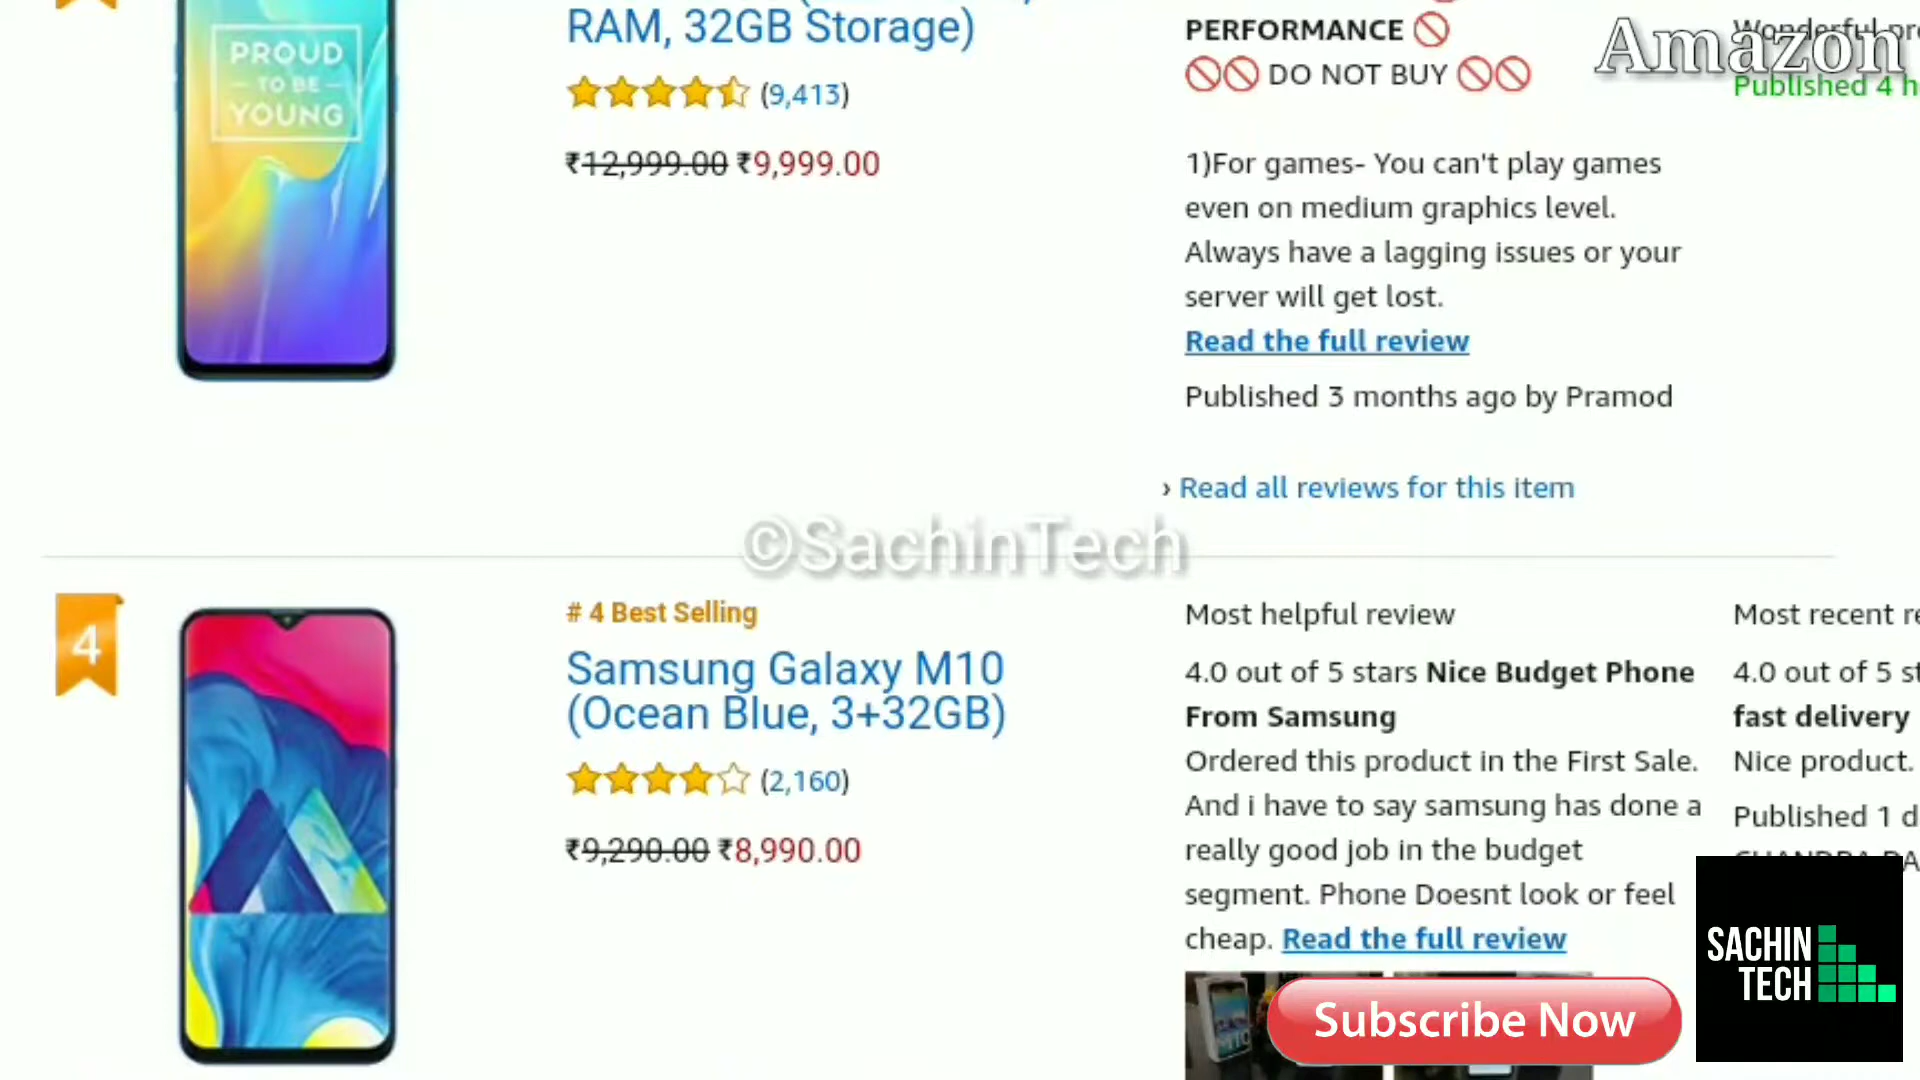 RAM, 32GB Storage)
(9,413)
₹12,999.00 ₹9,999.00
PROUD
TO BE
YOUNG
PERFORMANCE 🚫
🚫🚫 DO NOT BUY 🚫🚫
1)For games- You can't play games
even on medium graphics level.
Always have a lagging issues or your
server will get lost.
Read the full review
Published 3 months ago by Pramod
› Read all reviews for this item
Wonderful
Amazon
Published 4
©SachinTech
4
# 4 Best Selling
Samsung Galaxy M10
(Ocean Blue, 3+32GB)
(2,160)
₹9,290.00 ₹8,990.00
Most helpful review
4.0 out of 5 stars Nice Budget Phone
From Samsung
Ordered this product in the First Sale.
And i have to say samsung has done a
really good job in the budget
segment. Phone Doesnt look or feel
cheap. Read the full review
Most recent
4.0 out of 5
fast delivery
Nice product.
Published 1
Subscribe Now
SACHIN
TECH